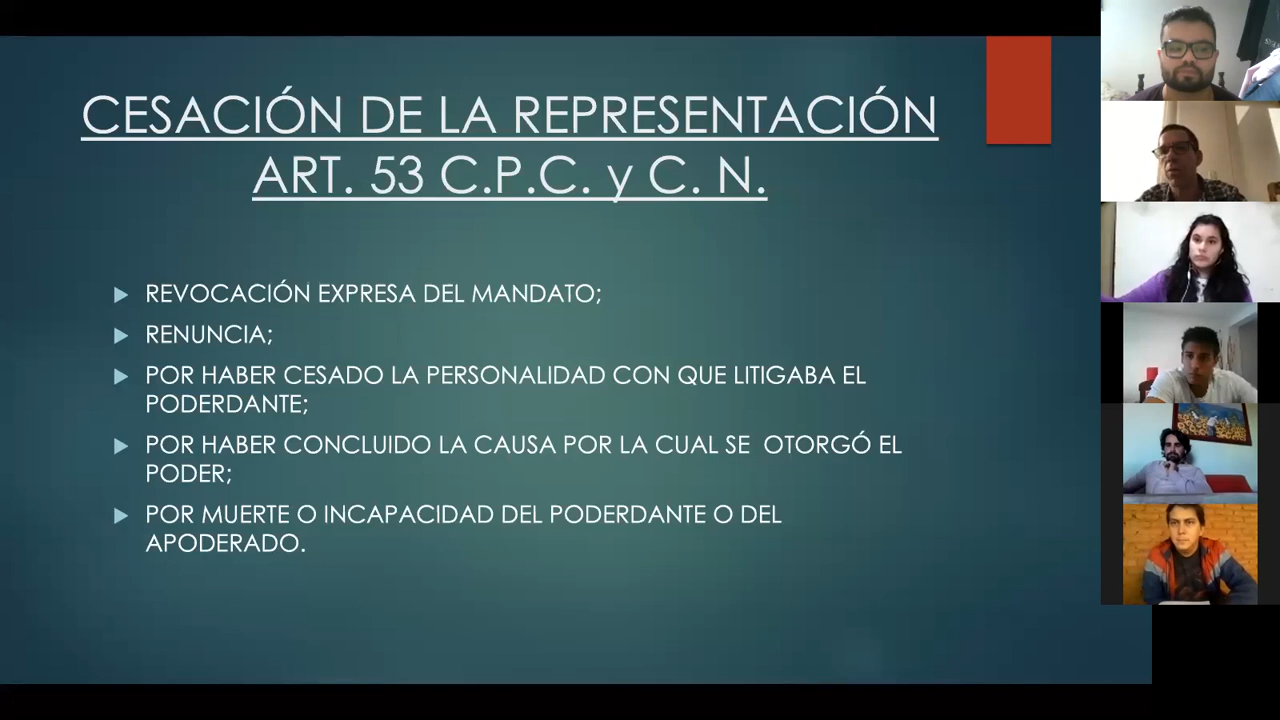 CESACIÓN DE LA REPRESENTACIÓN
ART. 53 C.P.C. y C. N.
REVOCACIÓN EXPRESA DEL MANDATO;
RENUNCIA;
POR HABER CESADO LA PERSONALIDAD CON QUE LITIGABA EL
PODERDANTE;
POR HABER CONCLUIDO LA CAUSA POR LA CUAL SE OTORGÓ EL
PODER;
POR MUERTE O INCAPACIDAD DEL PODERDANTE O DEL
APODERADO.